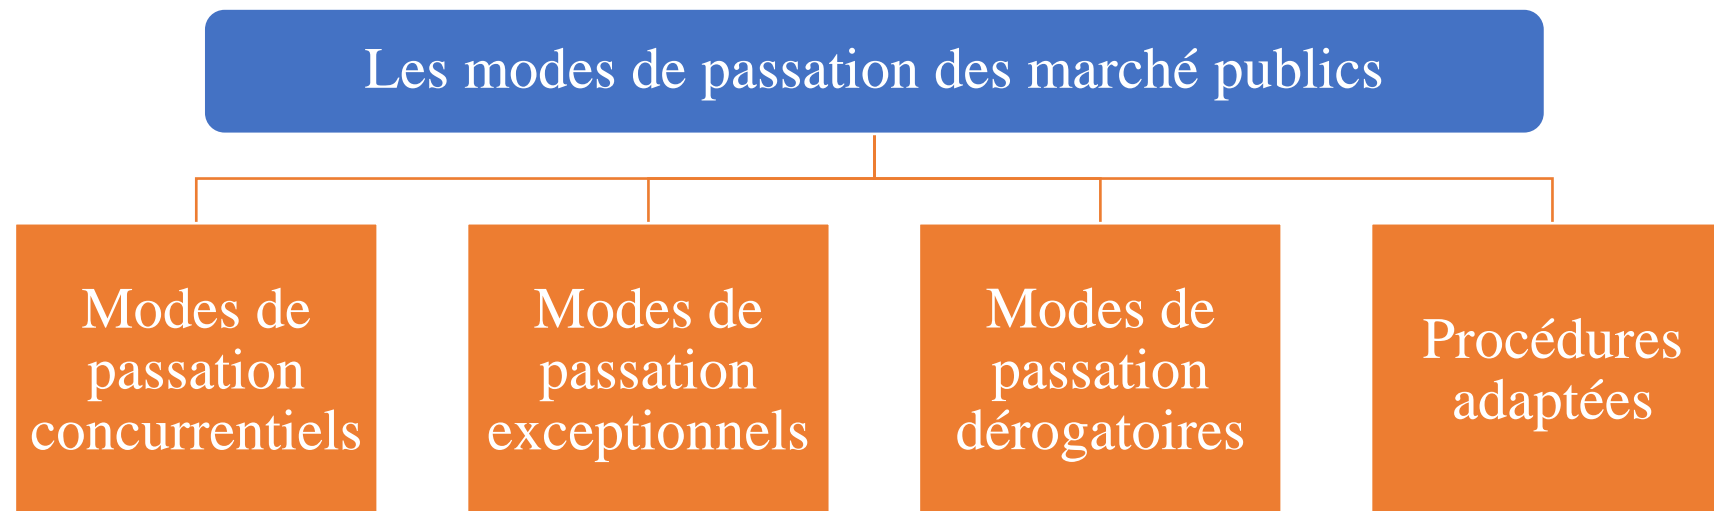 Les modes de passation des marché publics
Modes de
passation
concurrentiels
Modes de
passation
exceptionnels
Modes de
passation
dérogatoires
Procédures
adaptées